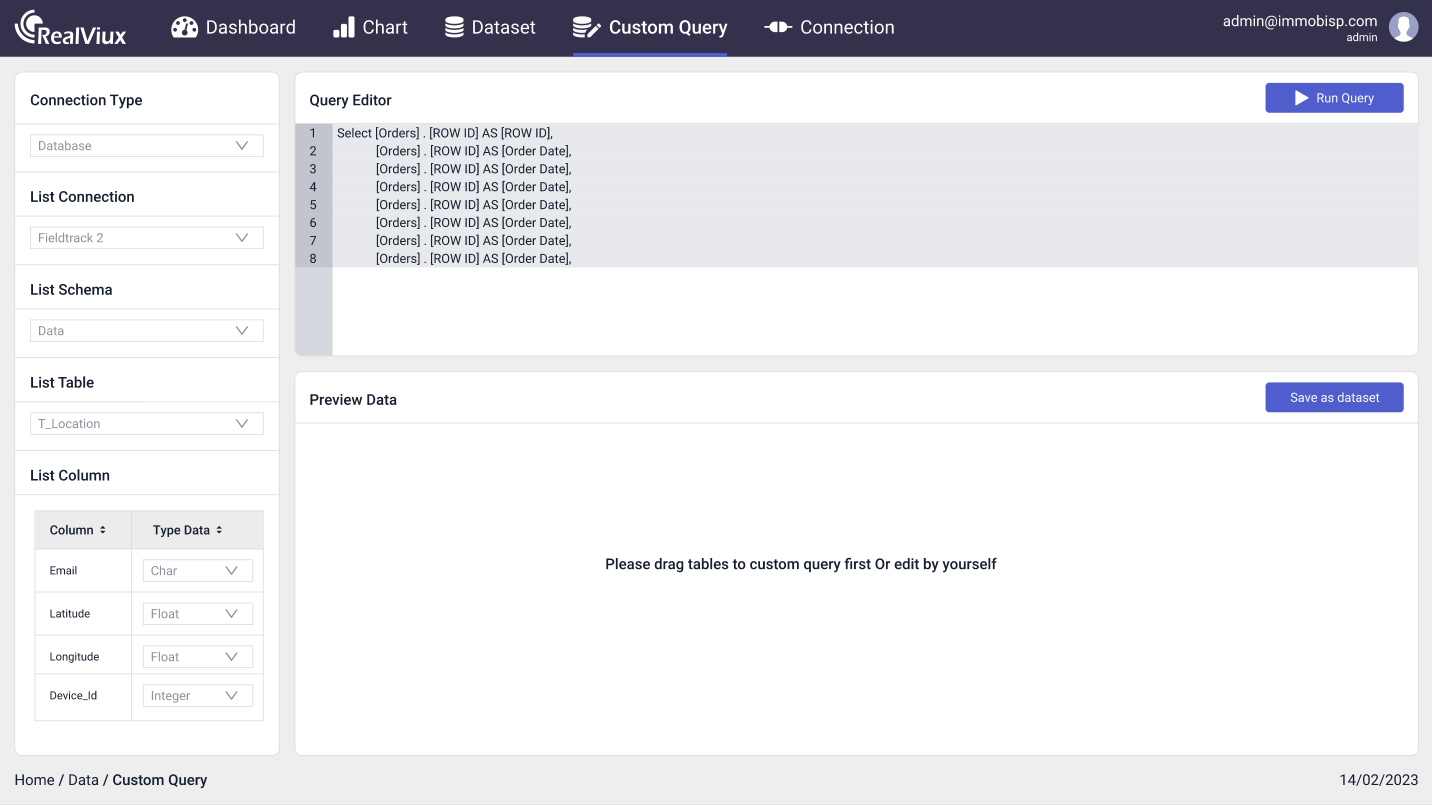 RealViux
Dashboard
Chart
Dataset
Custom Query
Connection
admin@immobisp.com
admin
Connection Type
Database
List Connection
Fieldtrack 2
List Schema
Data
List Table
T_Location
List Column
Column
Type Data
Email
Char
Latitude
Float
Longitude
Float
Device_Id
Integer
Query Editor
Run Query
1 Select [Orders] . [ROW ID] AS [ROW ID],
2 [Orders] . [ROW ID] AS [Order Date],
3 [Orders] . [ROW ID] AS [Order Date],
4 [Orders] . [ROW ID] AS [Order Date],
5 [Orders] . [ROW ID] AS [Order Date],
6 [Orders] . [ROW ID] AS [Order Date],
7 [Orders] . [ROW ID] AS [Order Date],
8 [Orders] . [ROW ID] AS [Order Date],
Preview Data
Save as dataset
Please drag tables to custom query first Or edit by yourself
Home / Data / Custom Query
14/02/2023